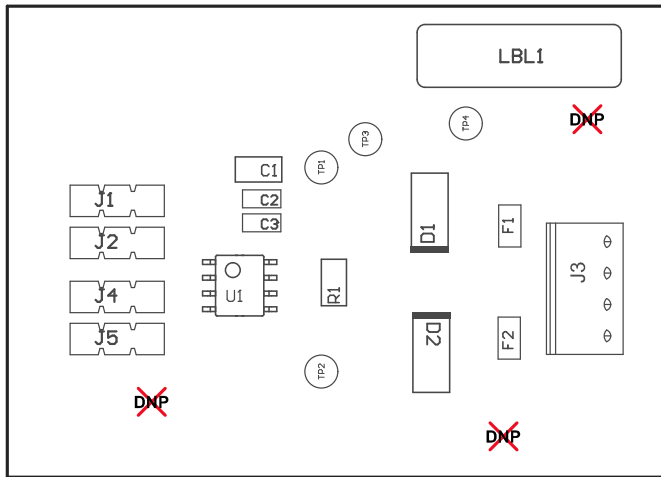 LBL1
DNP
TP4
TP3
TP1
C1
J1
C2
C3
F1
D1
J2
J3
U1
R1
J4
J5
D2
F2
TP2
DNP
DNP